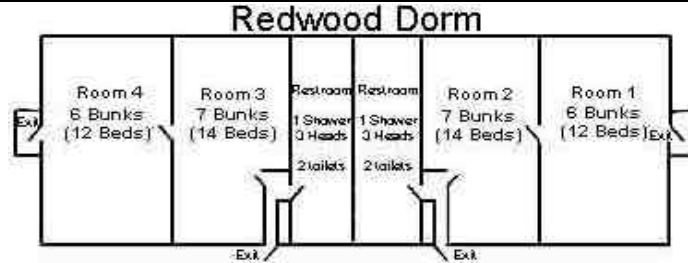 Redwood Dorm
Room 4
6 Bunks
(12 Beds)
Exit
Room 3
7 Bunks
(14 Beds)
Restroom
1 Shower
3 Heads
2 toilets
Restroom
1 Shower
3 Heads
2 toilets
Room 2
7 Bunks
(14 Beds)
Room 1
6 Bunks
(12 Beds)
Exit
Exit
Exit